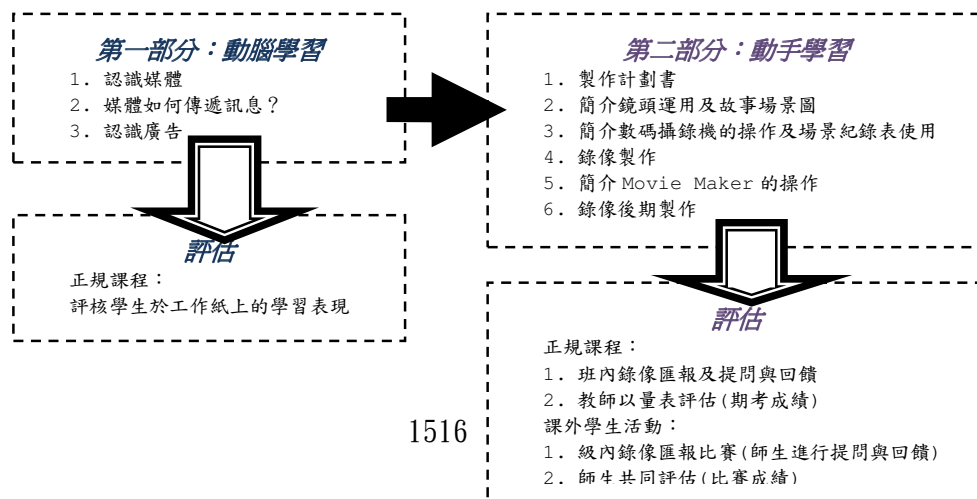 第一部分：動腦學習
1. 認識媒體
2. 媒體如何傳遞訊息？
3. 認識廣告
第二部分：動手學習
1. 製作計劃書
2. 簡介鏡頭運用及故事場景圖
3. 簡介數碼攝錄機的操作及場景紀錄表使用
4. 錄像製作
5. 簡介 Movie Maker 的操作
6. 錄像後期製作
評估
正規課程：
評核學生於工作紙上的學習表現
評估
正規課程：
1. 班內錄像匯報及提問與回饋
2. 教師以量表評估(期考成績)
課外學生活動：
1. 級內錄像匯報比賽(師生進行提問與回饋)
2. 師生共同評估(比賽成績)
1516